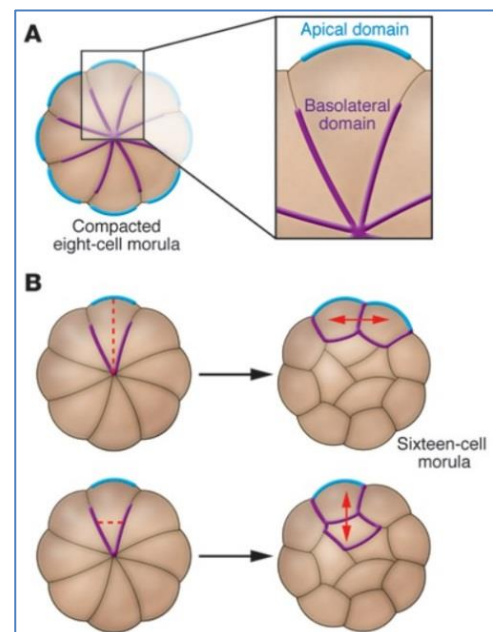 A
Apical domain
Basolateral
domain
Compacted
eight-cell morula
B
Sixteen-cell
morula